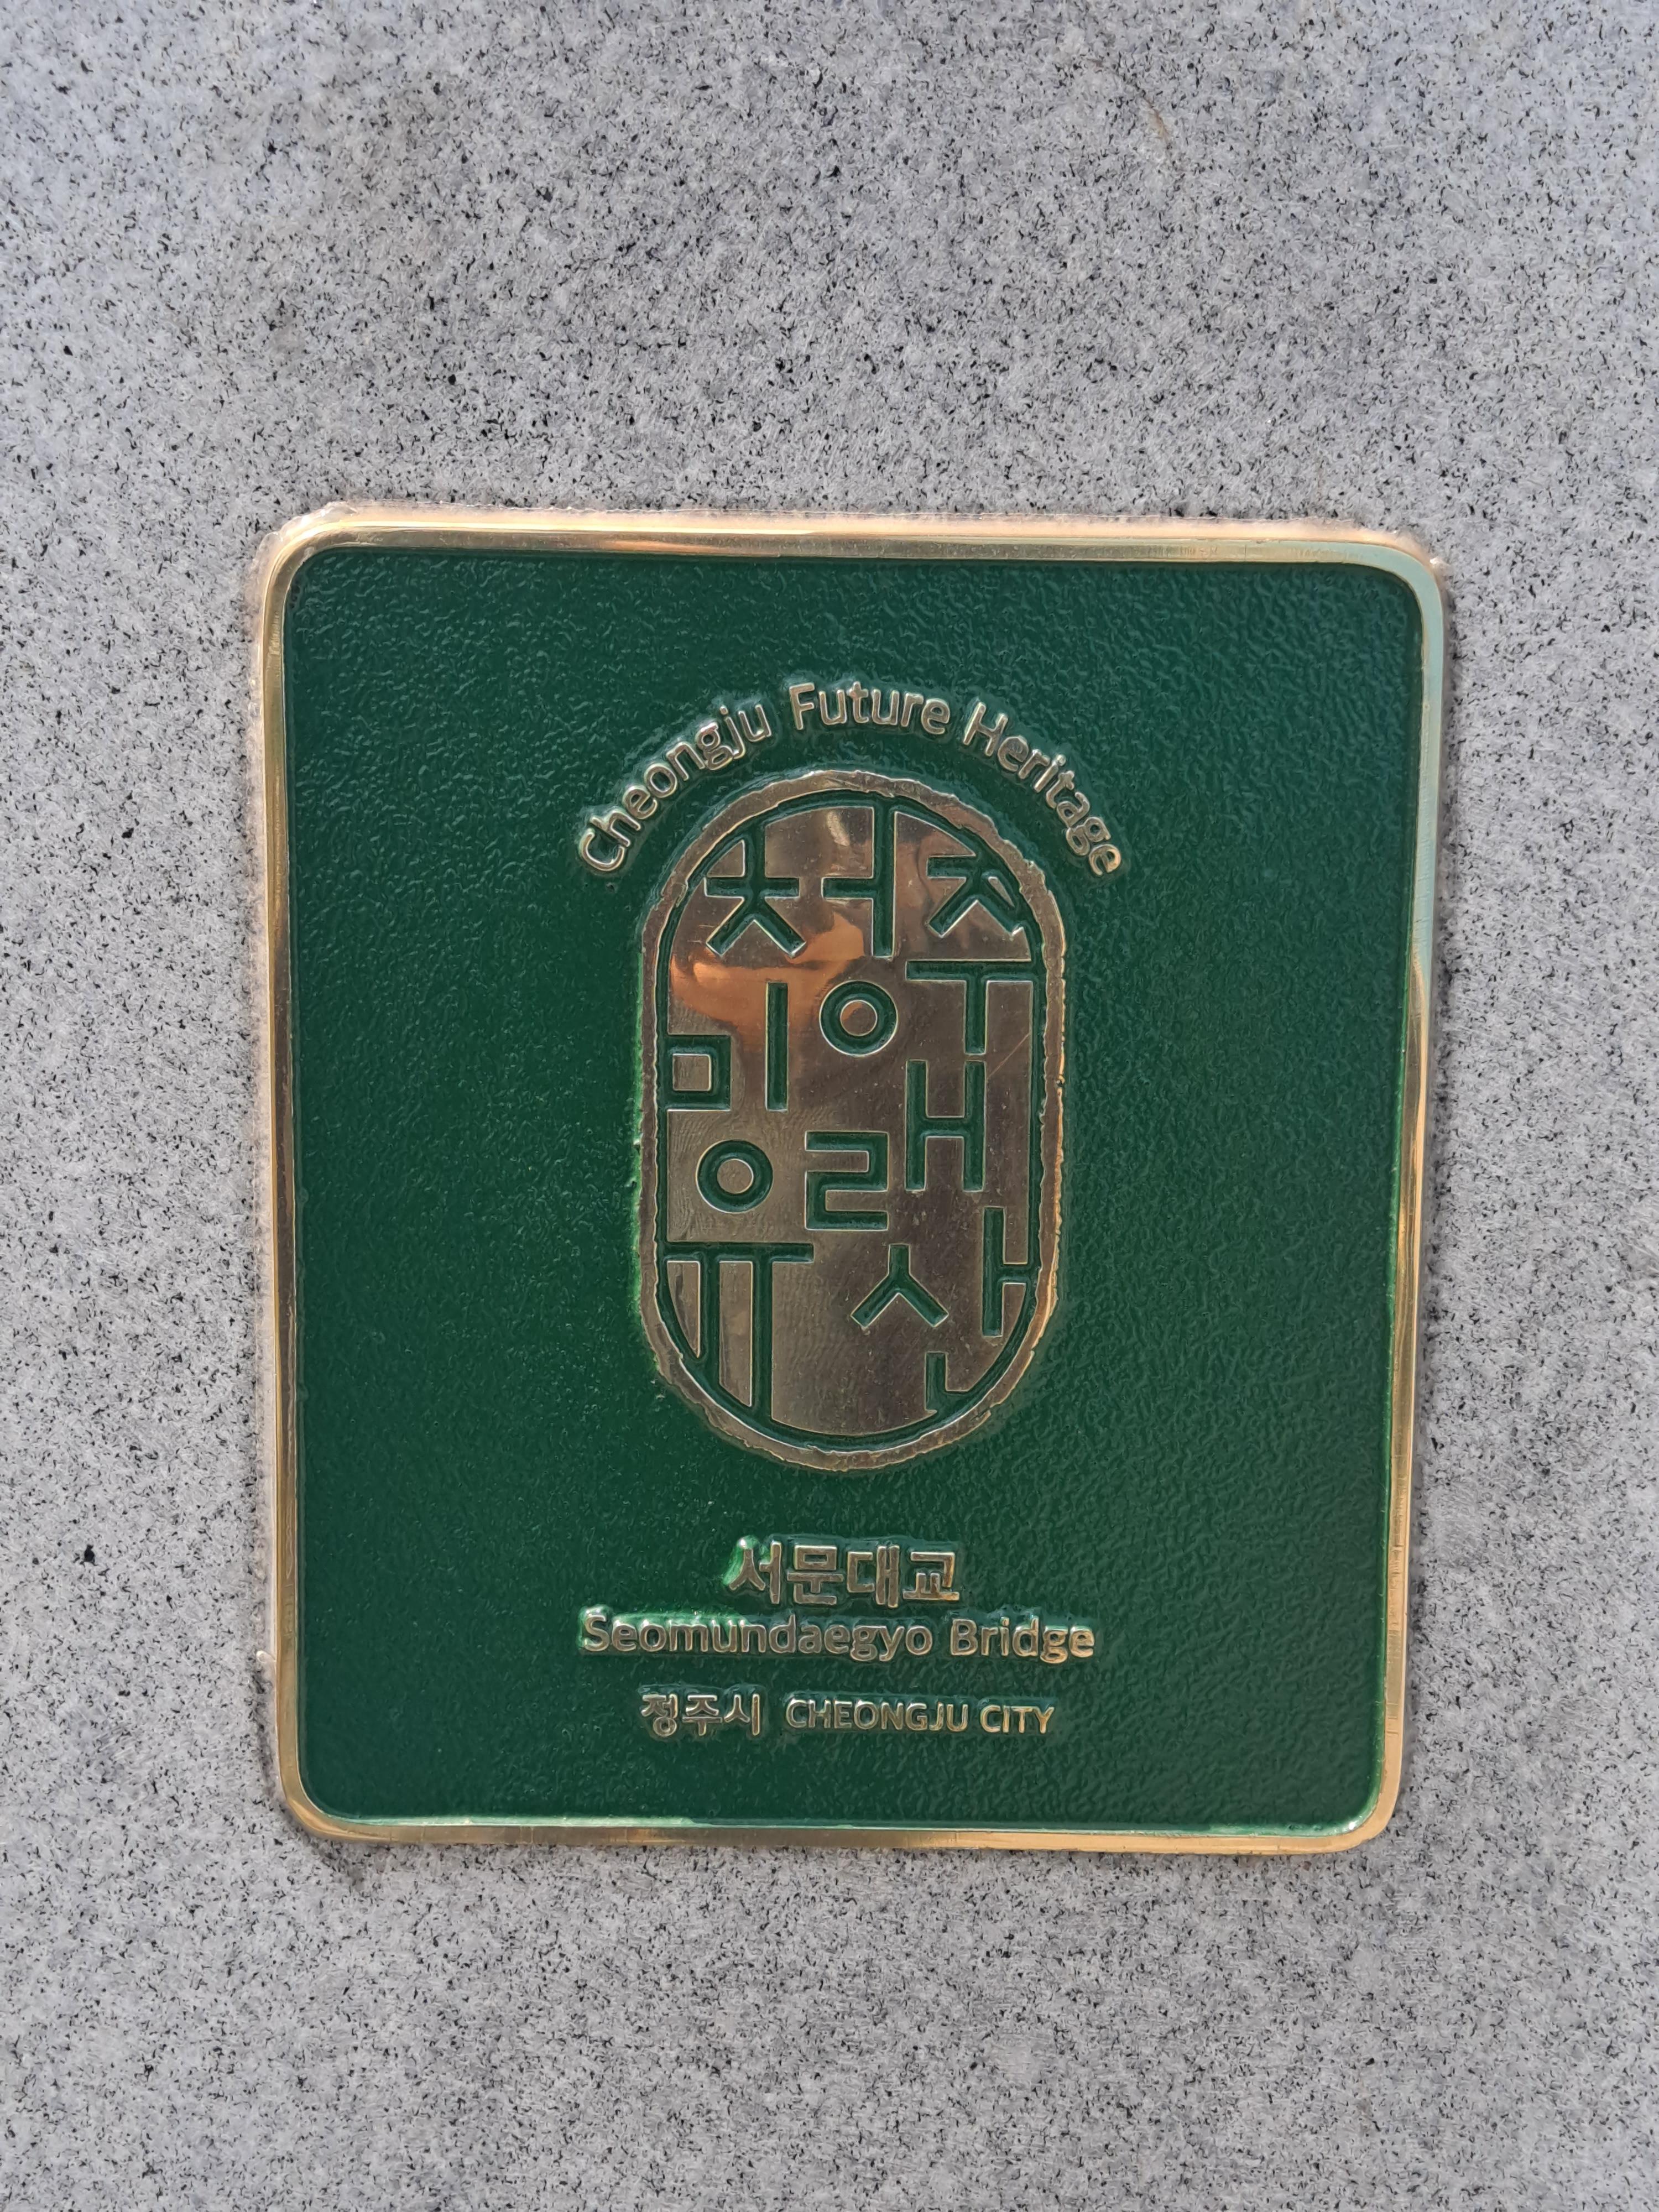 Cheongju Future Heritage
청주
미래
유산
서문대교
Seomundaegyo Bridge
청주시 CHEONGJU CITY